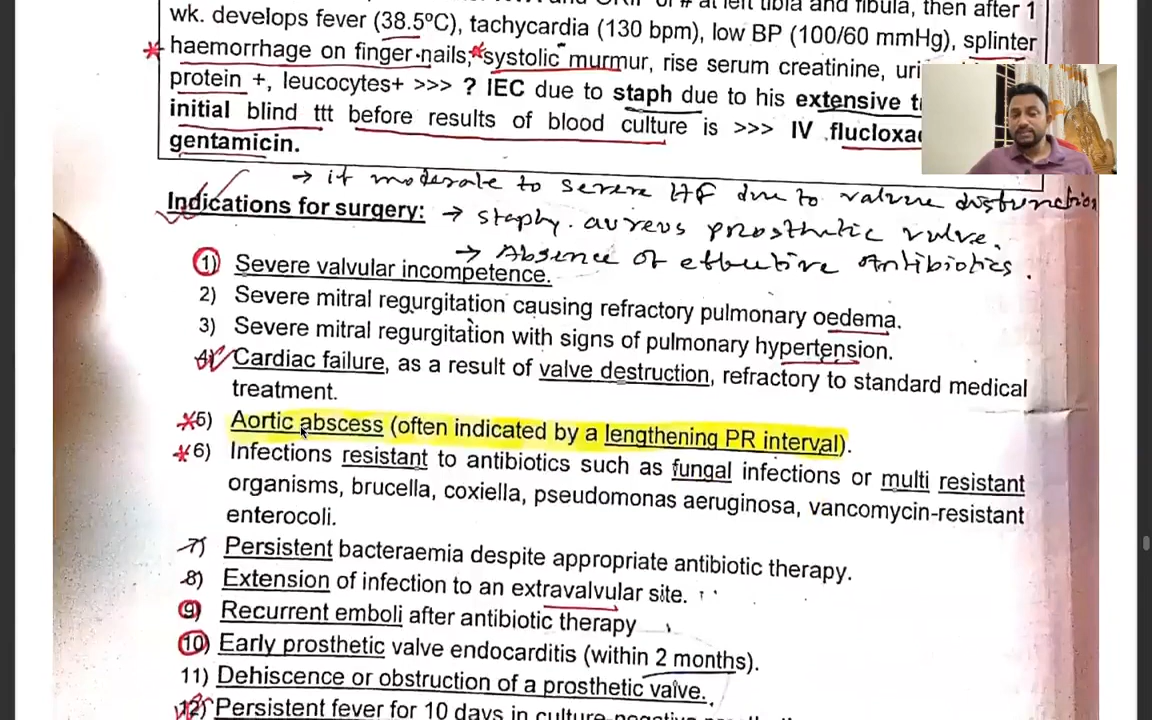 wk. develops fever (38.5ºC), tachycardia (130 bpm), low BP (100/60 mmHg), splinter
haemorrhage on finger nails, systolic murmur, rise serum creatinine,
protein +, leucocytes+ >>> ? IEC due to staph due to his extensive
initial blind ttt before results of blood culture is >>> IV
gentamicin.
→ if moderate to severe HF due to valvue dysfunction
Indications for surgery: → staphy. aureus prosthetic valve.
→ Absence of effective Antibiotics.
1) Severe valvular incompetence.
2) Severe mitral regurgitation causing refractory pulmonary oedema.
3) Severe mitral regurgitation with signs of pulmonary hypertension.
4) Cardiac failure, as a result of valve destruction, refractory to standard medical
treatment.
5) Aortic abscess (often indicated by a lengthening PR interval).
6) Infections resistant to antibiotics such as fungal infections or multi resistant
organisms, brucella, coxiella, pseudomonas aeruginosa, vancomycin-resistant
enterocoli.
7) Persistent bacteraemia despite appropriate antibiotic therapy.
8) Extension of infection to an extravalvular site.
9) Recurrent emboli after antibiotic therapy
10) Early prosthetic valve endocarditis (within 2 months).
11) Dehiscence or obstruction of a prosthetic valve.
12) Persistent fever for 10 days in